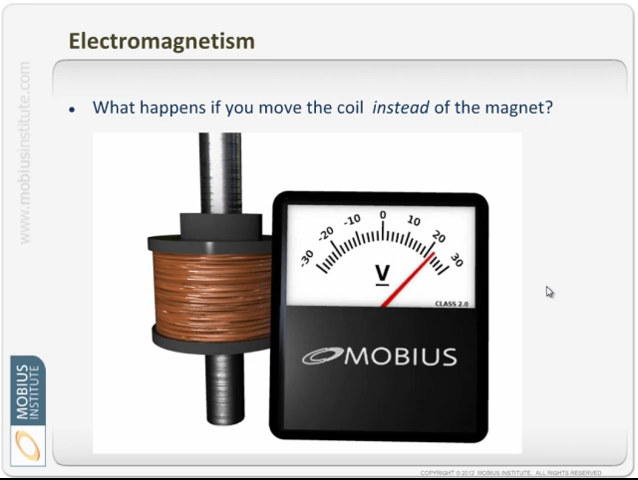 Electromagnetism
• What happens if you move the coil instead of the magnet?
www.mobiusinstitute.com
-30 -20 -10 0 10 20 30
V
CLASS 2.0
MOBIUS
MOBIUS
INSTITUTE
COPYRIGHT © 2012 MOBIUS INSTITUTE. ALL RIGHTS RESERVED